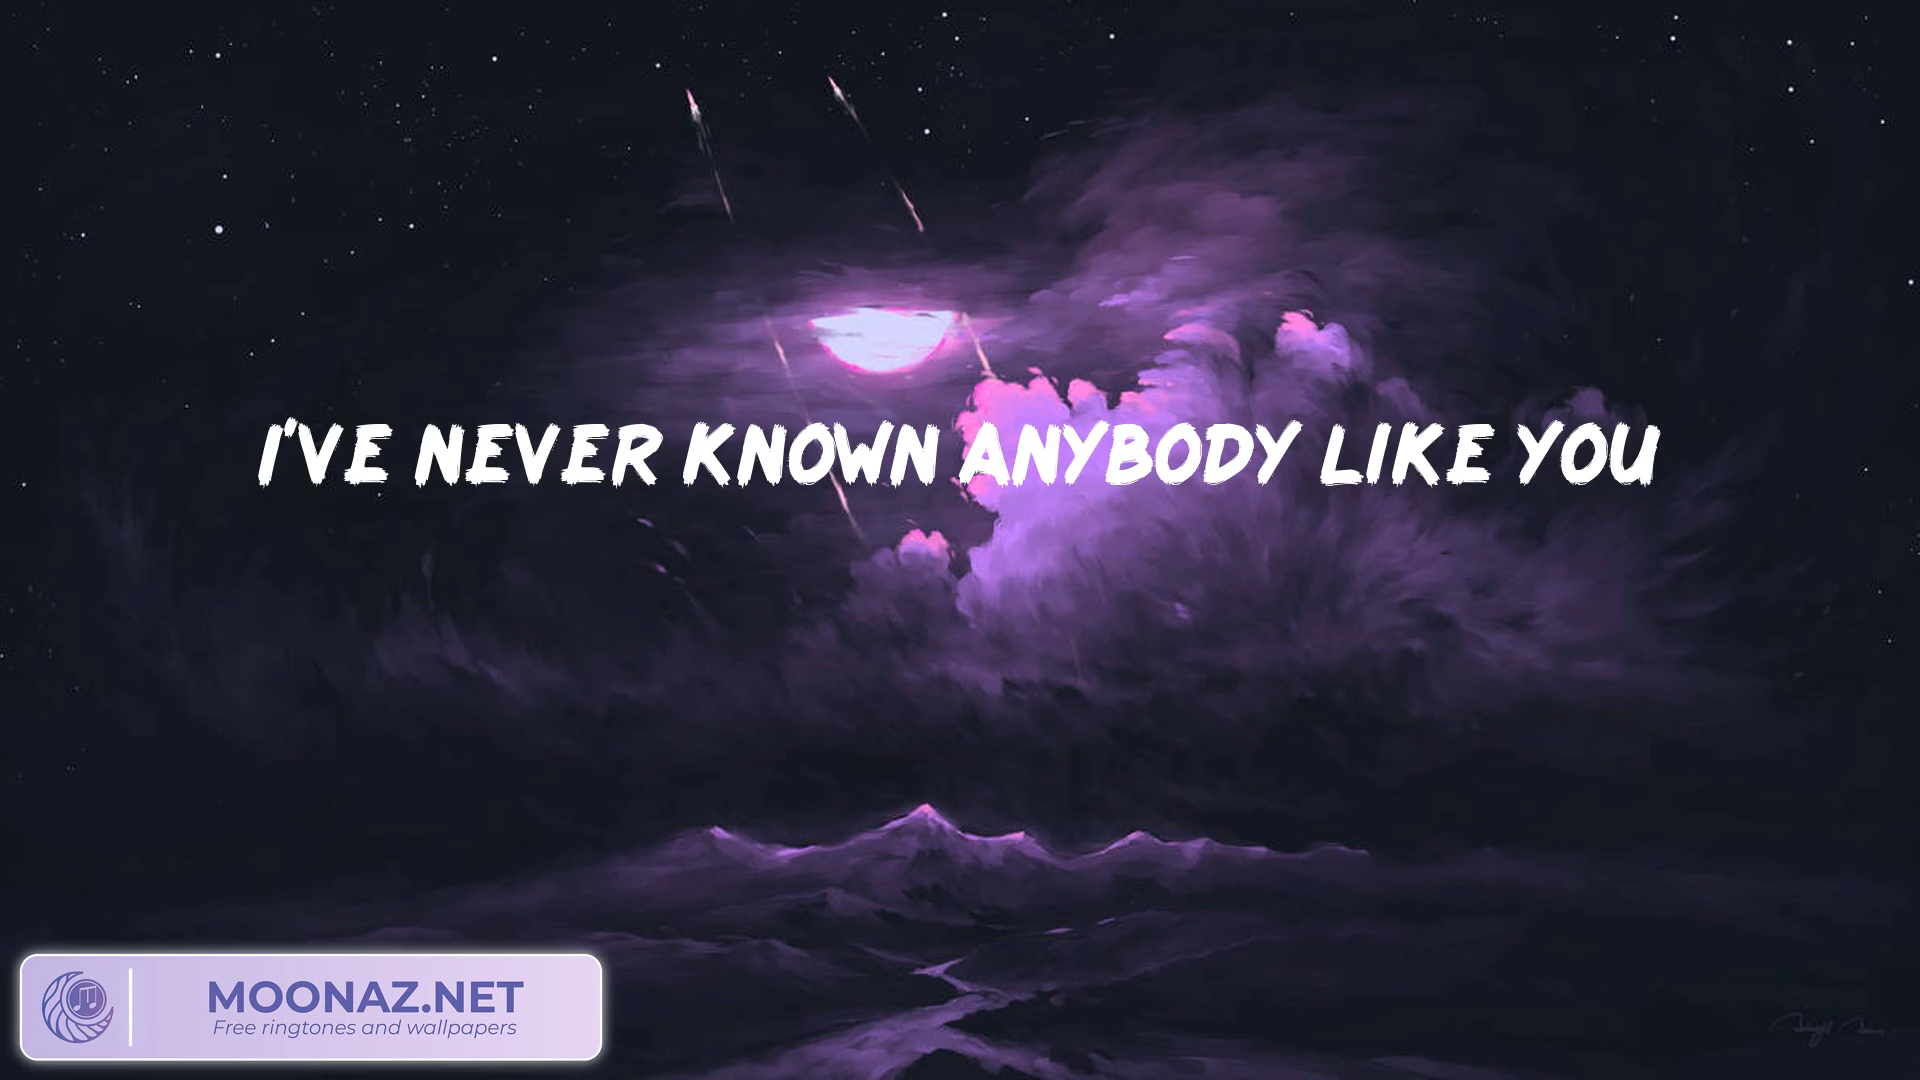 I'VE NEVER KNOWN ANYBODY LIKE YOU
MOONAZ.NET
Free ringtones and wallpapers